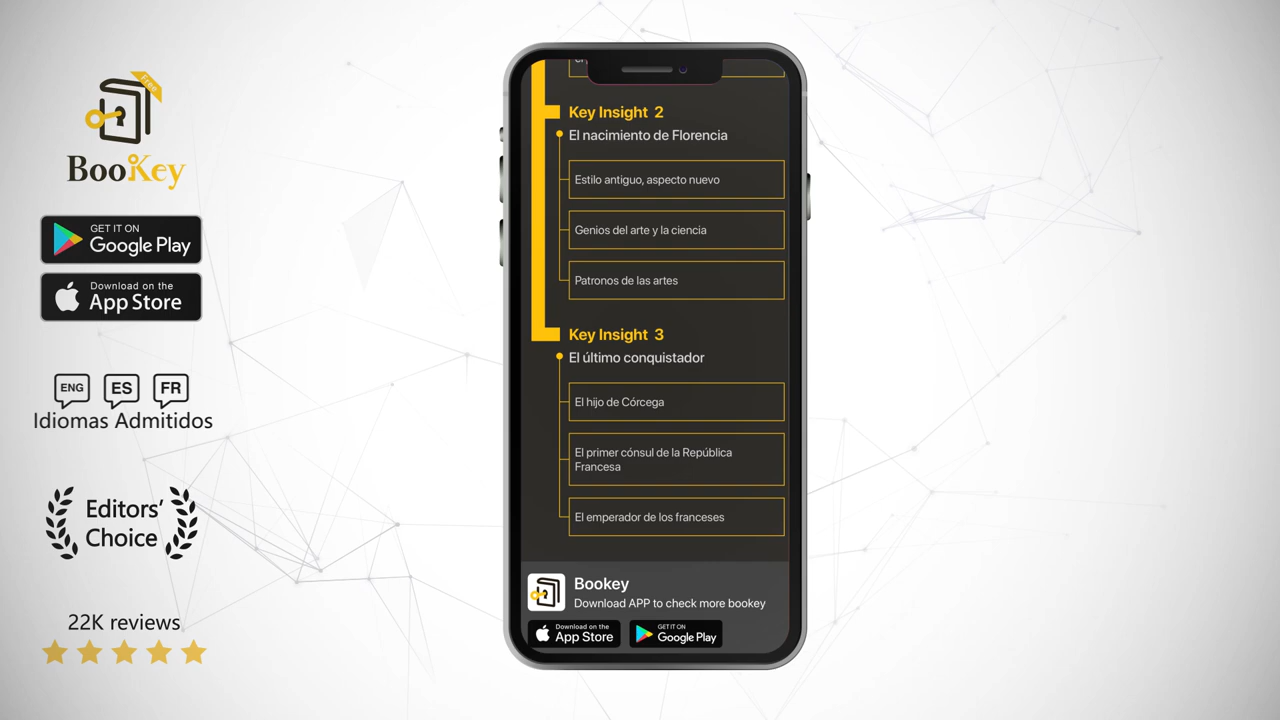 Free
BooKey
GET IT ON
Google Play
Download on the
App Store
ENG
ES
FR
Idiomas Admitidos
Editors'
Choice
22K reviews
Key Insight 2
El nacimiento de Florencia
Estilo antiguo, aspecto nuevo
Genios del arte y la ciencia
Patronos de las artes
Key Insight 3
El último conquistador
El hijo de Córcega
El primer cónsul de la República
Francesa
El emperador de los franceses
Bookey
Download APP to check more bookey
Download on the
App Store
GET IT ON
Google Play